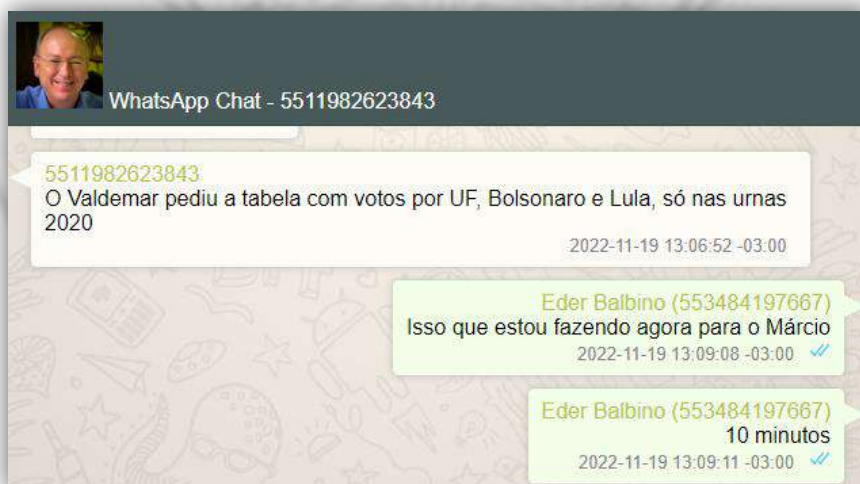 WhatsApp Chat - 5511982623843
5511982623843
O Valdemar pediu a tabela com votos por UF, Bolsonaro e Lula, só nas urnas
2020
2022-11-19 13:06:52 -03:00
Eder Balbino (553484197667)
Isso que estou fazendo agora para o Márcio
2022-11-19 13:09:08 -03:00
Eder Balbino (553484197667)
10 minutos
2022-11-19 13:09:11 -03:00